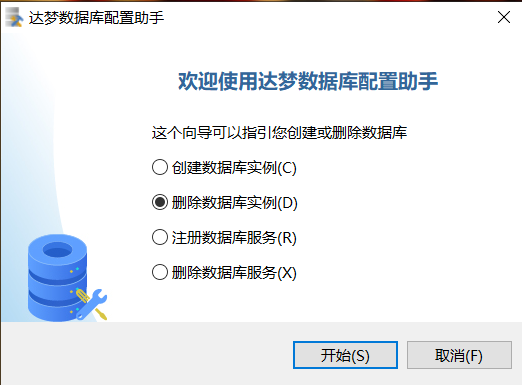 达梦数据库配置助手
欢迎使用达梦数据库配置助手
这个向导可以指引您创建或删除数据库
创建数据库实例(C)
删除数据库实例(D)
注册数据库服务(R)
删除数据库服务(X)
开始(S) 取消(F)